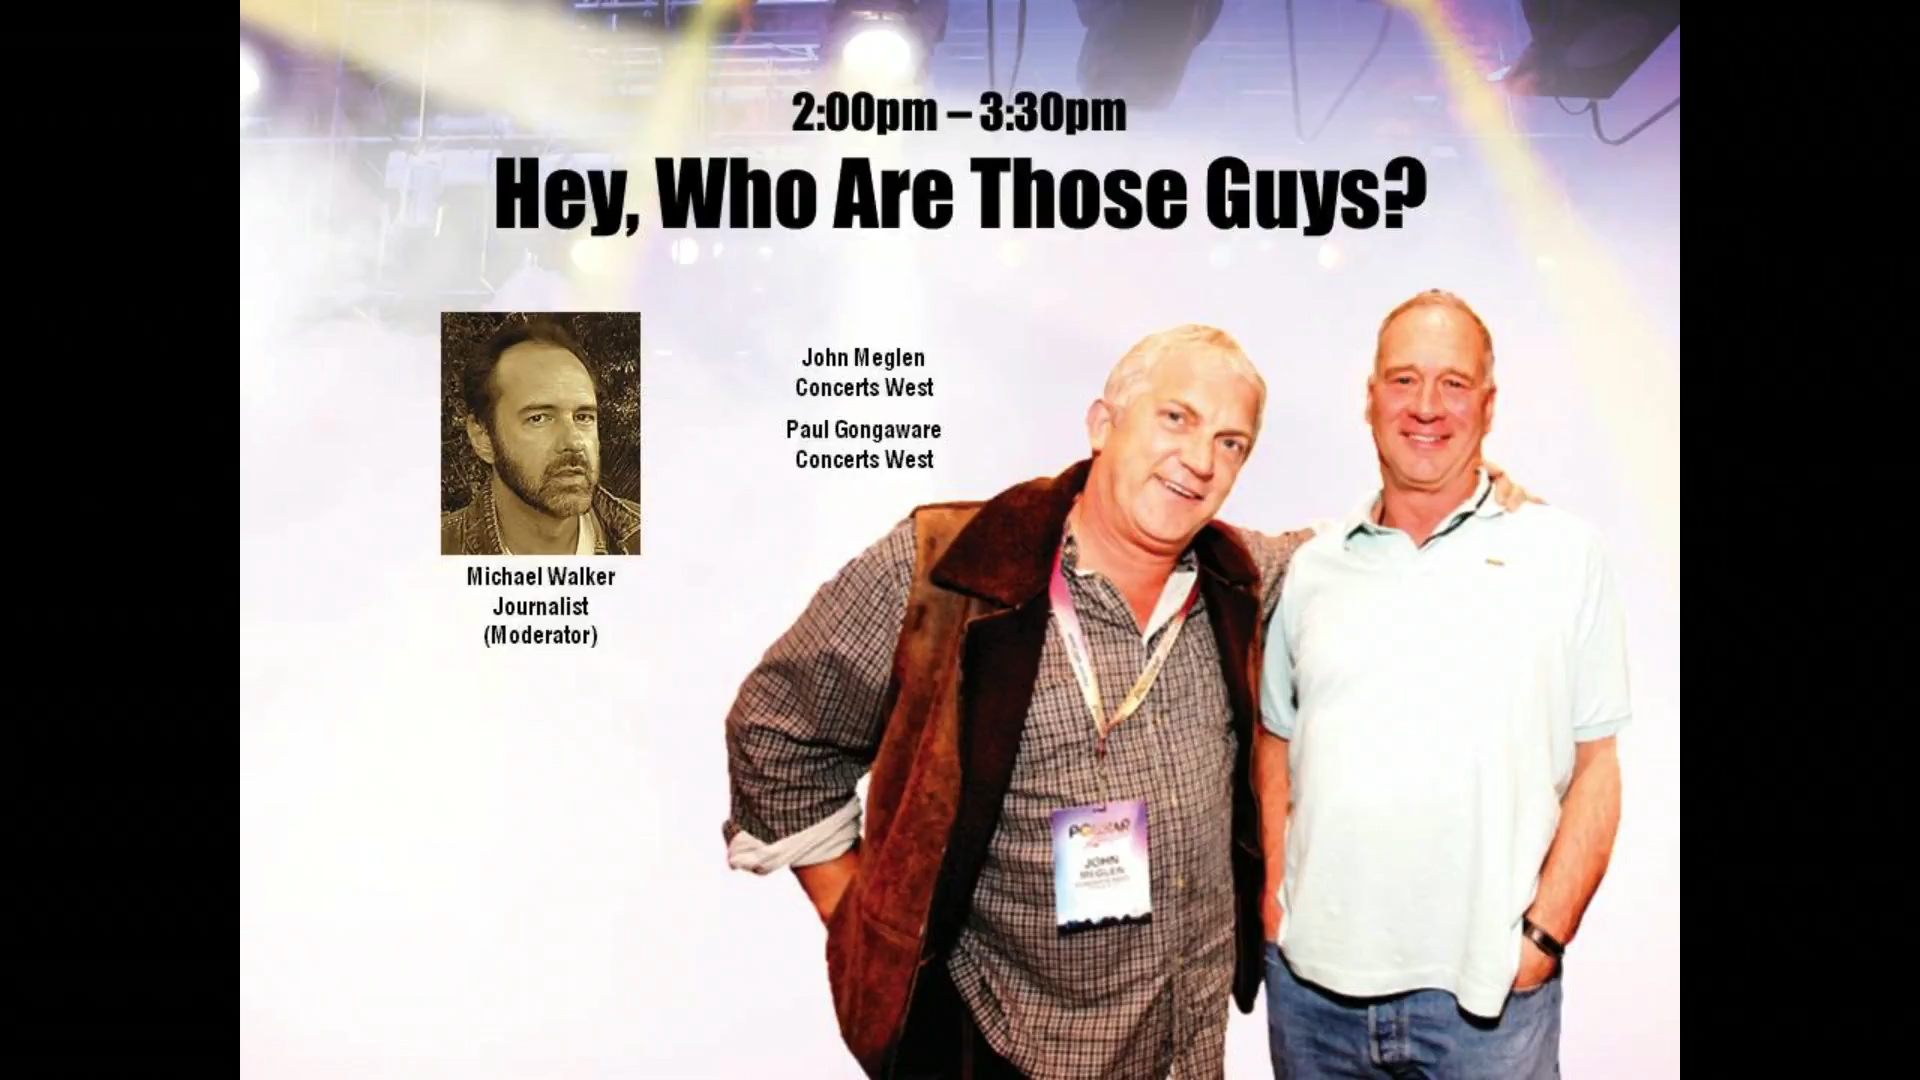 2:00pm – 3:30pm
Hey, Who Are Those Guys?
John Meglen
Concerts West
Paul Gongaware
Concerts West
Michael Walker
Journalist
(Moderator)
JOHN
MEGLEN